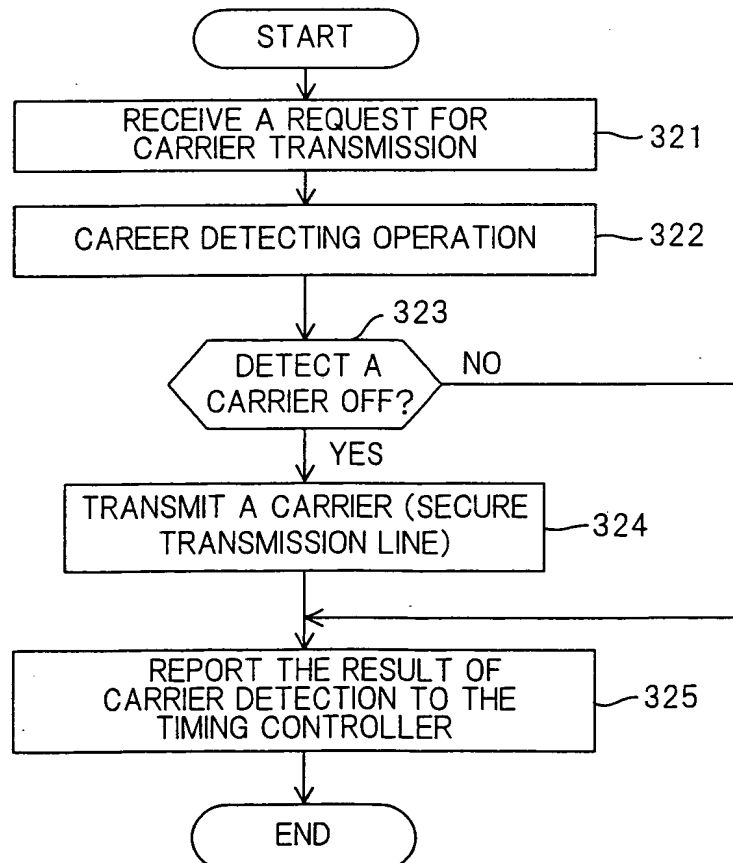 START
RECEIVE A REQUEST FOR
CARRIER TRANSMISSION
321
CAREER DETECTING OPERATION
322
323
DETECT A
CARRIER OFF?
NO
YES
TRANSMIT A CARRIER (SECURE
TRANSMISSION LINE)
324
REPORT THE RESULT OF
CARRIER DETECTION TO THE
TIMING CONTROLLER
325
END